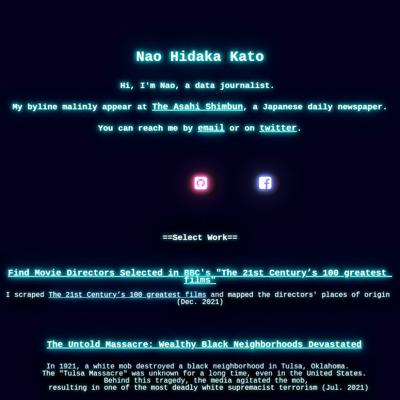 Nao Hidaka Kato
Hi, I'm Nao, a data journalist.
My byline malinly appear at The Asahi Shimbun, a Japanese daily newspaper.
You can reach me by email or on twitter.
==Select Work==
Find Movie Directors Selected in BBC's "The 21st Century’s 100 greatest
films"
I scraped The 21st Century’s 100 greatest films and mapped the directors' places of origin
(Dec. 2021)
The Untold Massacre: Wealthy Black Neighborhoods Devastated
In 1921, a white mob destroyed a black neighborhood in Tulsa, Oklahoma.
The "Tulsa Massacre" was unknown for a long time, even in the United States.
Behind this tragedy, the media agitated the mob,
resulting in one of the most deadly white supremacist terrorism (Jul. 2021)